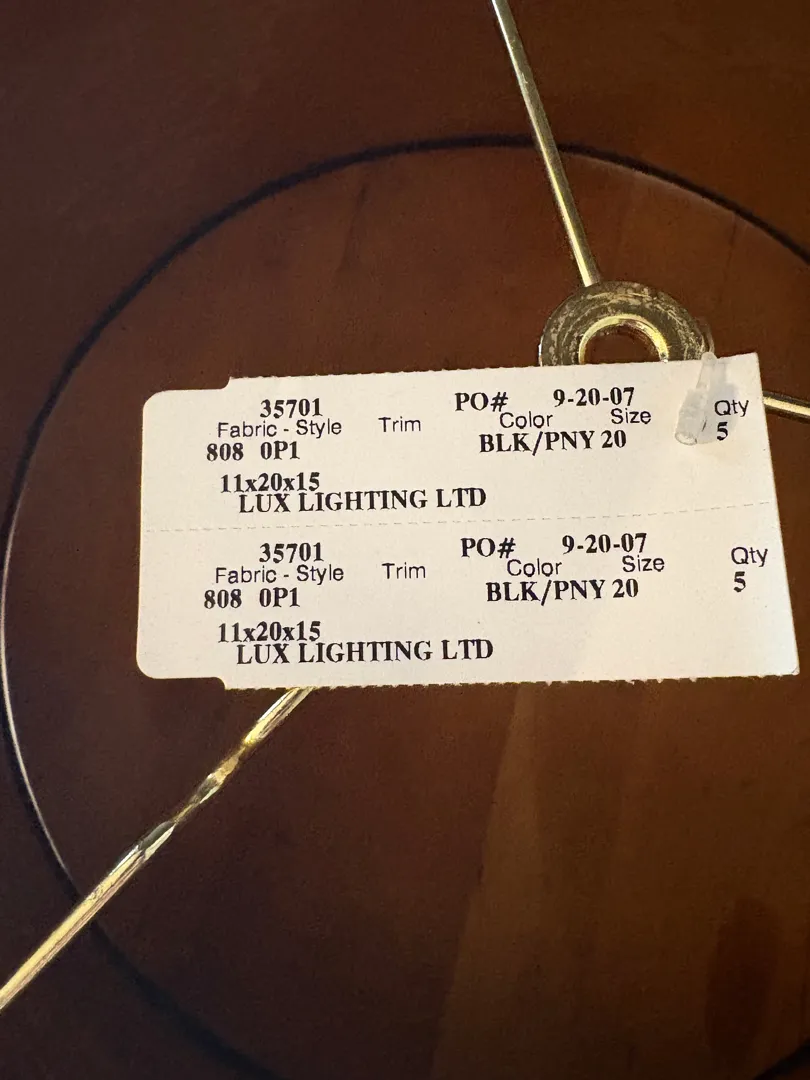 35701 PO# 9-20-07
Fabric - Style Trim Color Size Qty
808 0P1 BLK/PNY 20 5
11x20x15
LUX LIGHTING LTD
35701 PO# 9-20-07
Fabric - Style Trim Color Size Qty
808 0P1 BLK/PNY 20 5
11x20x15
LUX LIGHTING LTD